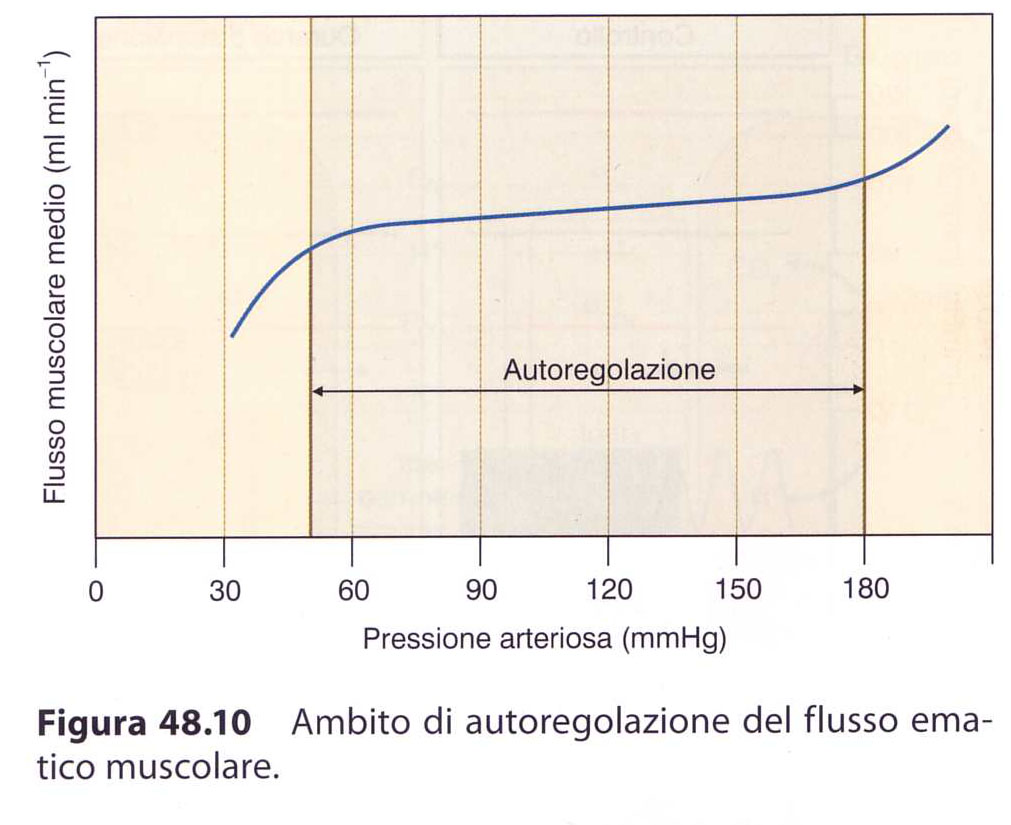 Flusso muscolare medio (ml min⁻¹)
Autoregolazione
0 30 60 90 120 150 180
Pressione arteriosa (mmHg)
Figura 48.10 Ambito di autoregolazione del flusso ema-
tico muscolare.